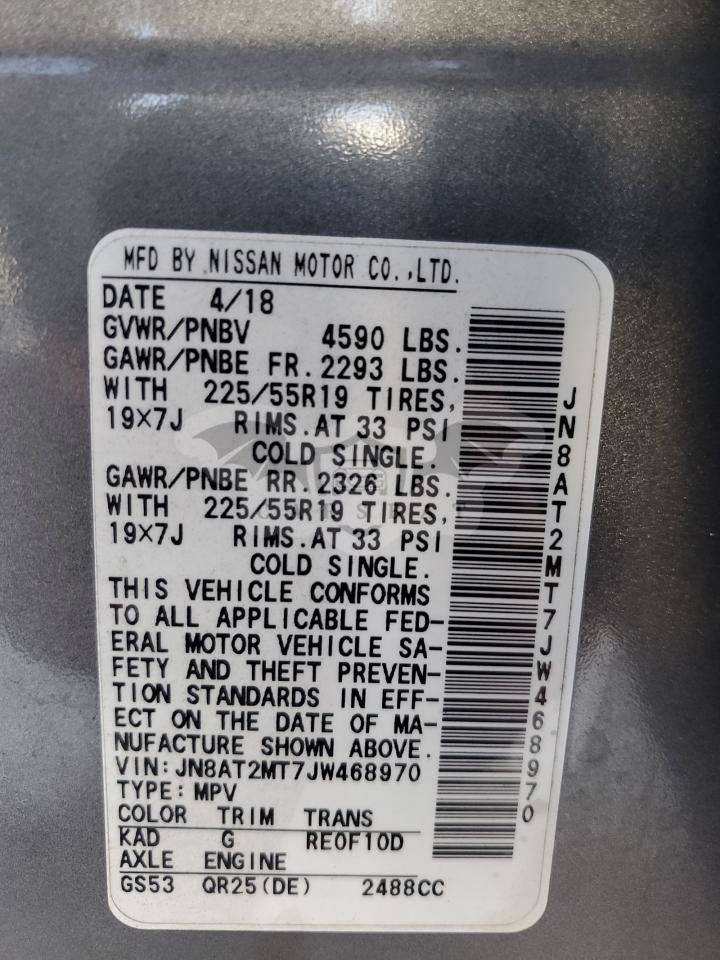 MFD BY NISSAN MOTOR CO.,LTD.
DATE 4/18
GVWR/PNBV 4590 LBS.
GAWR/PNBE FR.2293 LBS.
WITH 225/55R19 TIRES,
19×7J RIMS.AT 33 PSI
COLD SINGLE.
GAWR/PNBE RR.2326 LBS.
WITH 225/55R19 TIRES,
19×7J RIMS.AT 33 PSI
COLD SINGLE.
THIS VEHICLE CONFORMS
TO ALL APPLICABLE FED-
ERAL MOTOR VEHICLE SA-
FETY AND THEFT PREVEN-
TION STANDARDS IN EFF-
ECT ON THE DATE OF MA-
NUFACTURE SHOWN ABOVE.
VIN:JN8AT2MT7JW468970
TYPE:MPV
COLOR TRIM TRANS
KAD G RE0F10D
AXLE ENGINE
GS53 QR25(DE) 2488CC
JN8AT2MT7JW468970